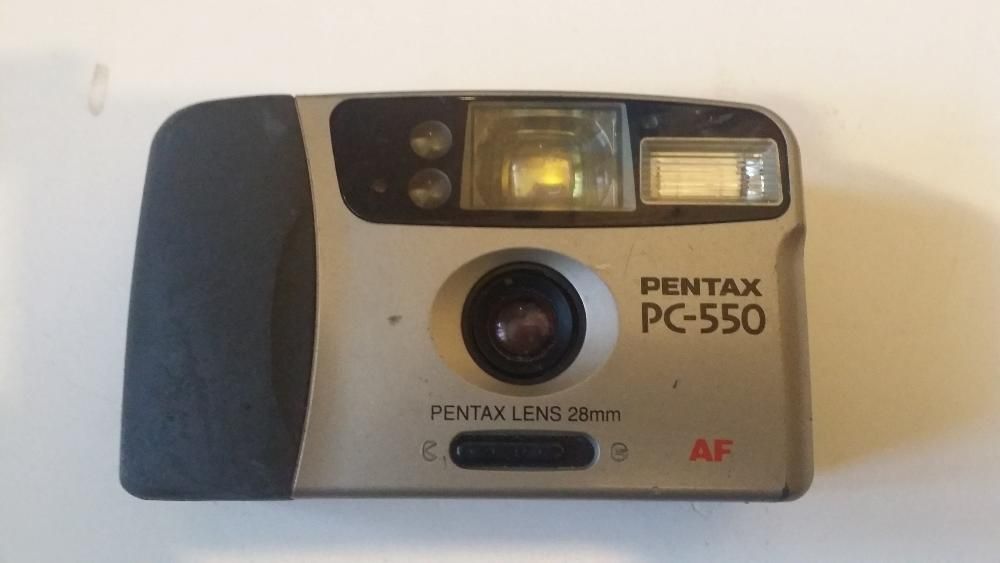 PENTAX
PC-550
PENTAX LENS 28mm
AF